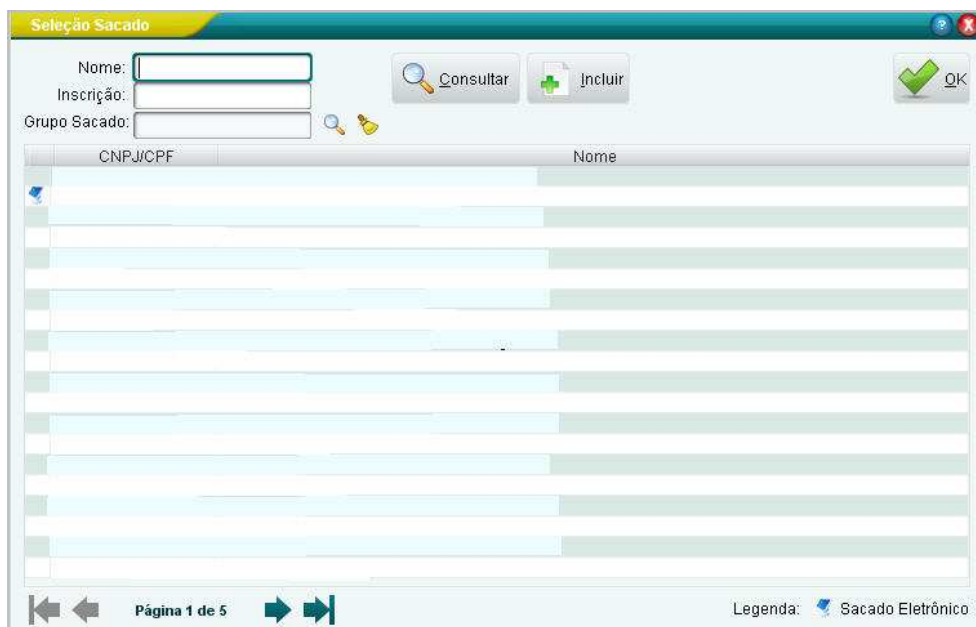 Seleção Sacado
Nome:
Consultar
Incluir
OK
Inscrição:
Grupo Sacado:
CNPJ/CPF
Nome
Página 1 de 5
Legenda: Sacado Eletrônico